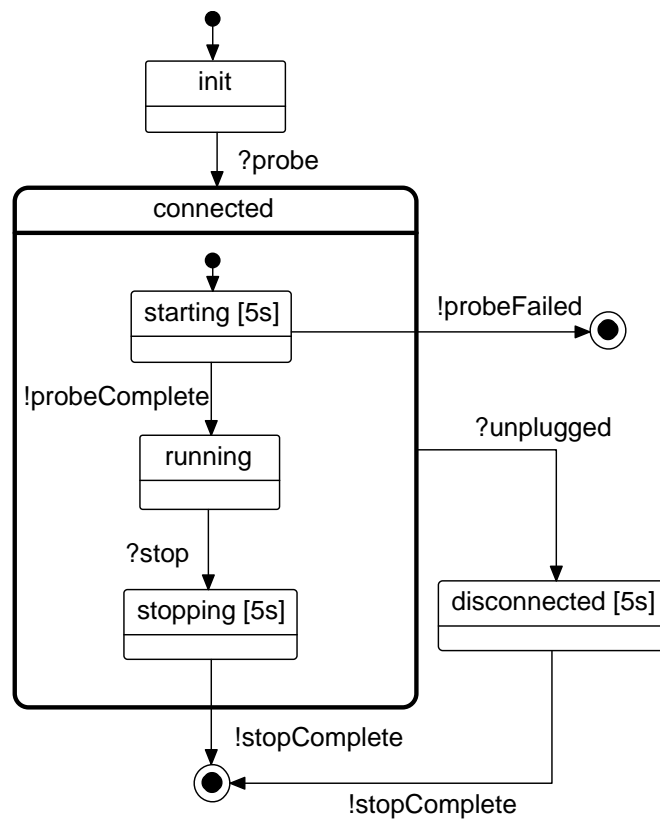 init
?probe
connected
starting [5s]
!probeFailed
!probeComplete
?unplugged
running
?stop
stopping [5s]
disconnected [5s]
!stopComplete
!stopComplete